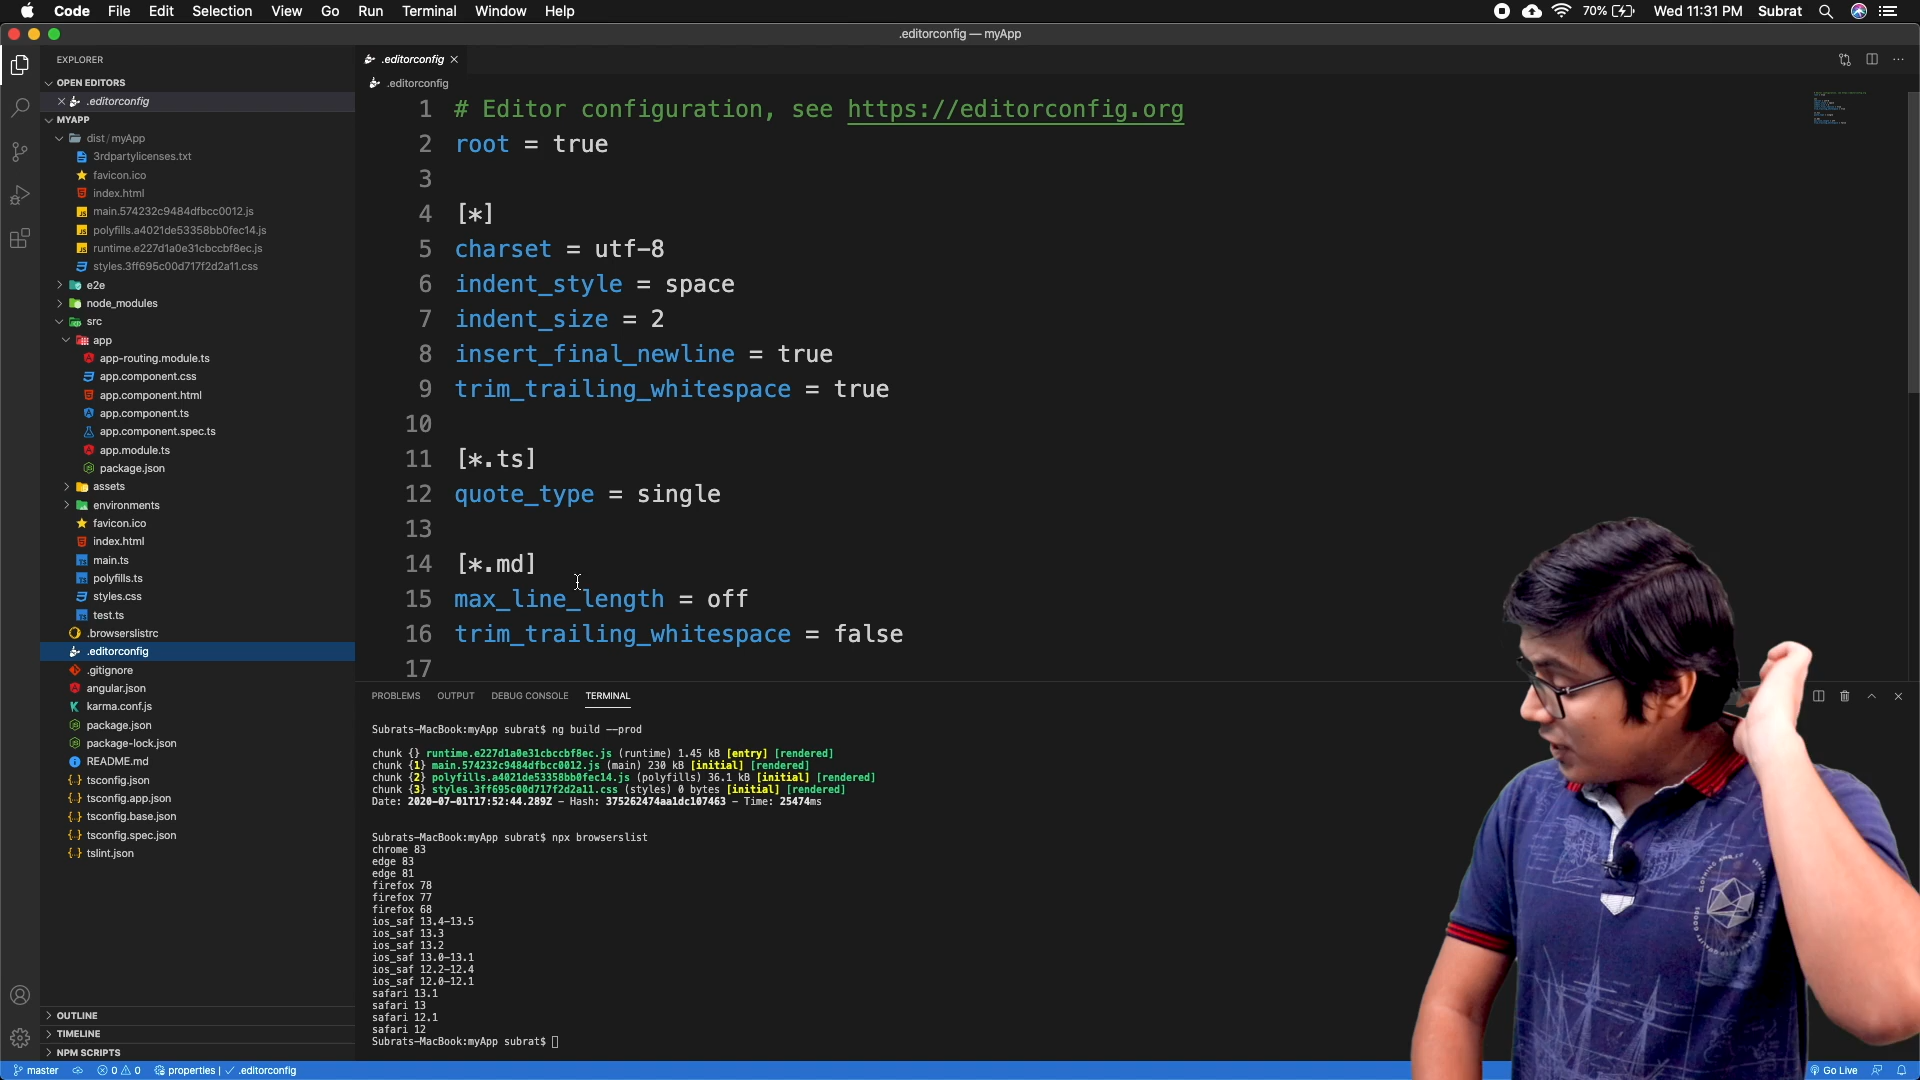 Code File Edit Selection View Go Run Terminal Window Help 70% Wed 11:31 PM Subrat
.editorconfig — myApp
EXPLORER
OPEN EDITORS
.editorconfig
MYAPP
dist / myApp
3rdpartylicenses.txt
favicon.ico
index.html
main.574232c9484dfbcc0012.js
polyfills.a4021de53358bb0fec14.js
runtime.e227d1a0e31cbccbf8ec.js
styles.3ff695c00d717f2d2a11.css
e2e
node_modules
src
app
app-routing.module.ts
app.component.css
app.component.html
app.component.ts
app.component.spec.ts
app.module.ts
package.json
assets
environments
favicon.ico
index.html
main.ts
polyfills.ts
styles.css
test.ts
.browserslistrc
.editorconfig
.gitignore
angular.json
karma.conf.js
package.json
package-lock.json
README.md
tsconfig.json
tsconfig.app.json
tsconfig.base.json
tsconfig.spec.json
tslint.json
OUTLINE
TIMELINE
NPM SCRIPTS
.editorconfig
.editorconfig
1 # Editor configuration, see https://editorconfig.org
2 root = true
3
4 [*]
5 charset = utf-8
6 indent_style = space
7 indent_size = 2
8 insert_final_newline = true
9 trim_trailing_whitespace = true
10
11 [*.ts]
12 quote_type = single
13
14 [*.md]
15 max_line_length = off
16 trim_trailing_whitespace = false
17
PROBLEMS OUTPUT DEBUG CONSOLE TERMINAL
Subrats-MacBook:myApp subrat$ ng build --prod
chunk {} runtime.e227d1a0e31cbccbf8ec.js (runtime) 1.45 kB [entry] [rendered]
chunk {1} main.574232c9484dfbcc0012.js (main) 230 kB [initial] [rendered]
chunk {2} polyfills.a4021de53358bb0fec14.js (polyfills) 36.1 kB [initial] [rendered]
chunk {3} styles.3ff695c00d717f2d2a11.css (styles) 0 bytes [initial] [rendered]
Date: 2020-07-01T17:52:44.289Z - Hash: 375262474aa1dc107463 - Time: 25474ms
Subrats-MacBook:myApp subrat$ npx browserslist
chrome 83
edge 83
edge 81
firefox 78
firefox 77
firefox 68
ios_saf 13.4-13.5
ios_saf 13.3
ios_saf 13.2
ios_saf 13.0-13.1
ios_saf 12.2-12.4
ios_saf 12.0-12.1
safari 13.1
safari 13
safari 12.1
safari 12
Subrats-MacBook:myApp subrat$
master 0 0 properties | ✓ .editorconfig Go Live